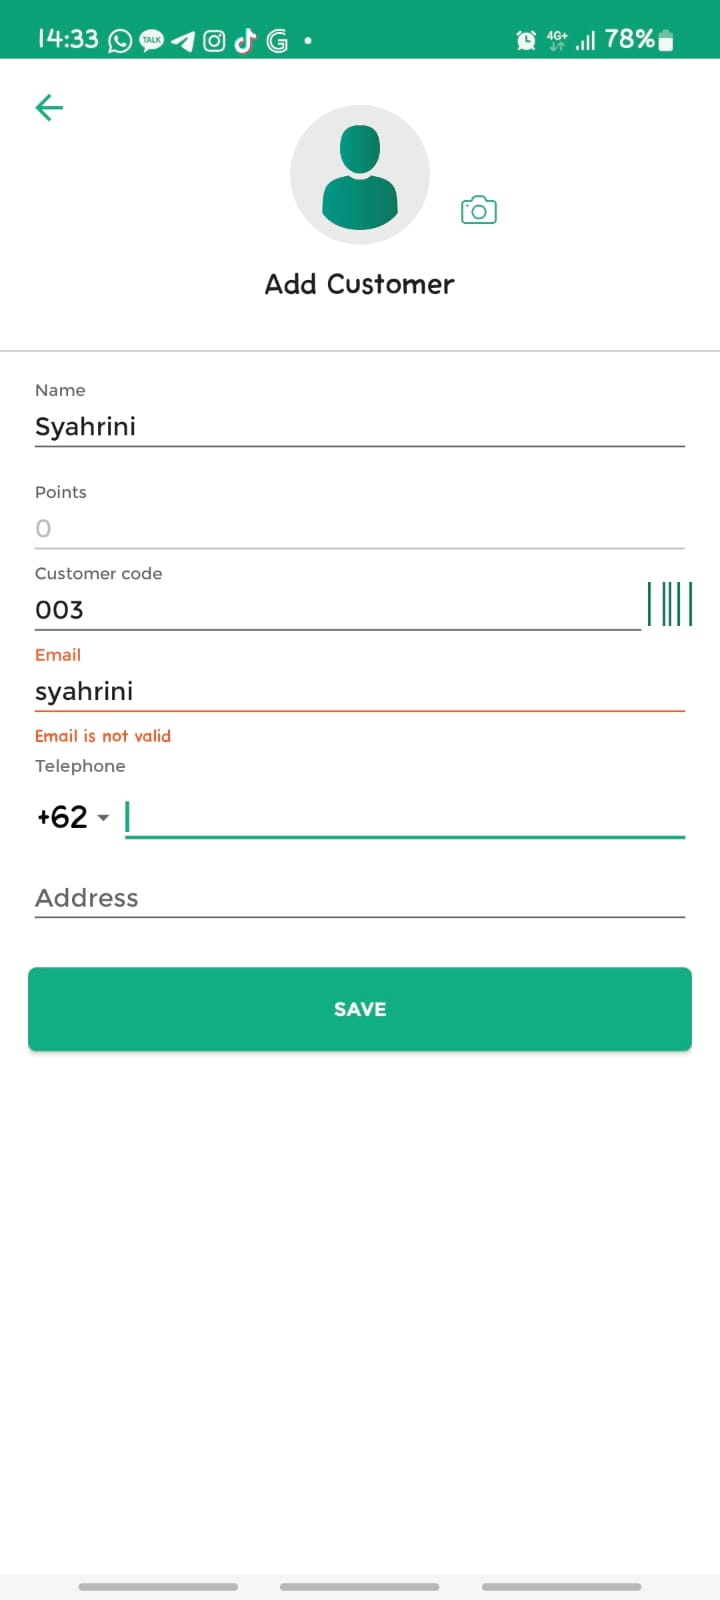 14:33 TALK 4G+ 78%
Add Customer
Name
Syahrini
Points
0
Customer code
003
Email
syahrini
Email is not valid
Telephone
+62
Address
SAVE